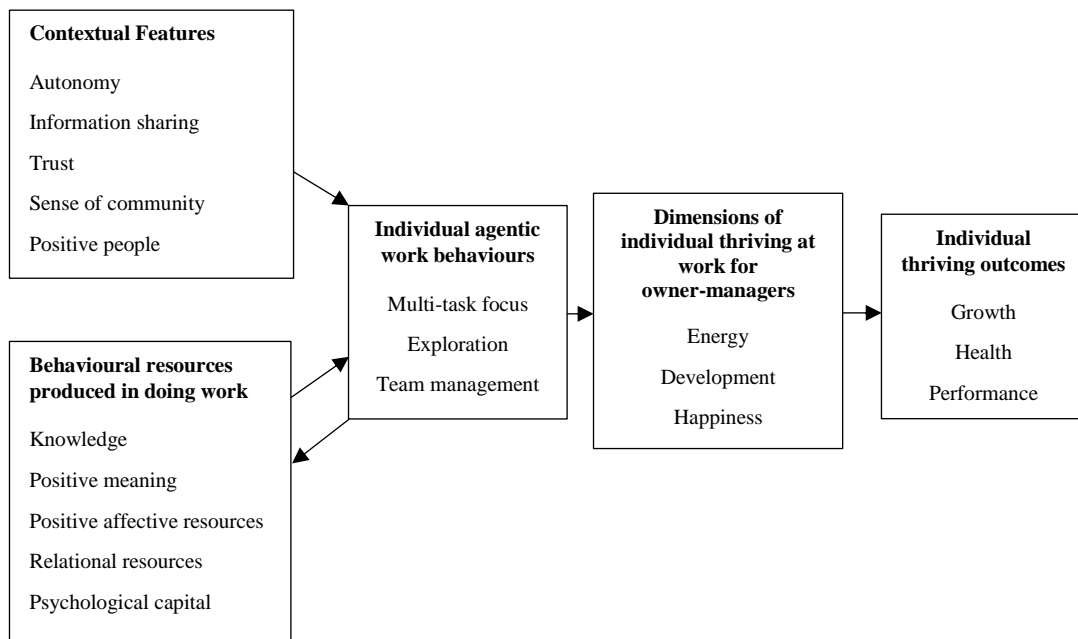 Contextual Features
Autonomy
Information sharing
Trust
Sense of community
Positive people
Behavioural resources
produced in doing work
Knowledge
Positive meaning
Positive affective resources
Relational resources
Psychological capital
Individual agentic
work behaviours
Multi-task focus
Exploration
Team management
Dimensions of
individual thriving at
work for
owner-managers
Energy
Development
Happiness
Individual
thriving outcomes
Growth
Health
Performance